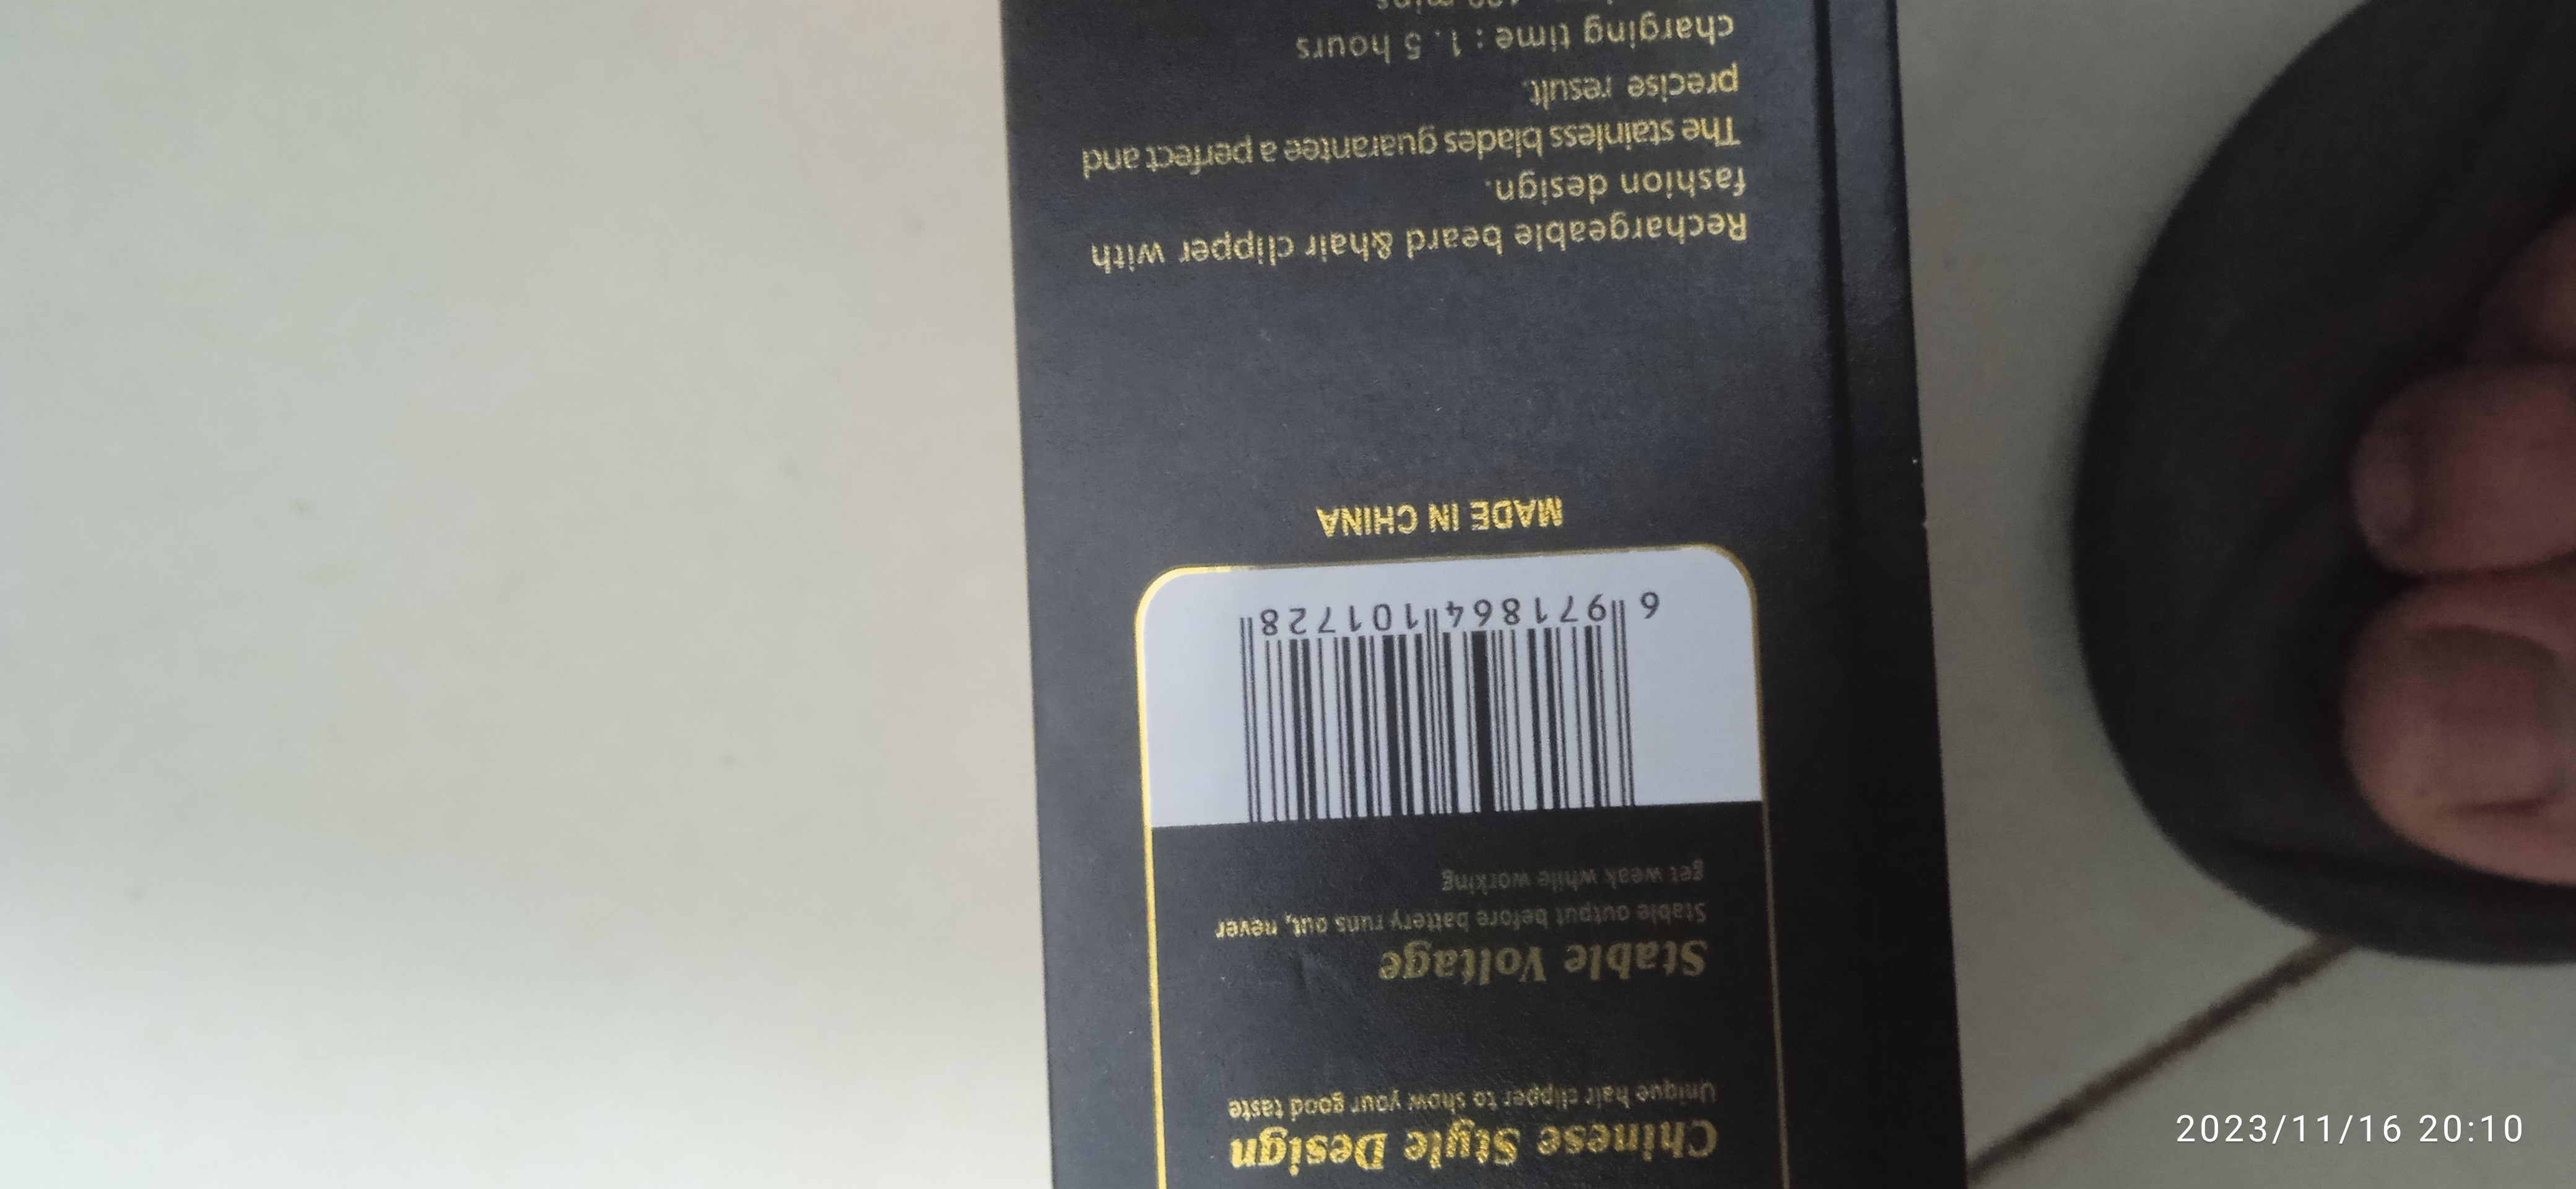 Chinese Style Design
Unique hair clipper to show your good taste
Stable Voltage
Stable output before battery runs out, never
get weak while working
6 971864 101728
MADE IN CHINA
Rechargeable beard &hair clipper with
fashion design.
The stainless blades guarantee a perfect and
precise result.
charging time : 1. 5 hours
mins
2023/11/16 20:10